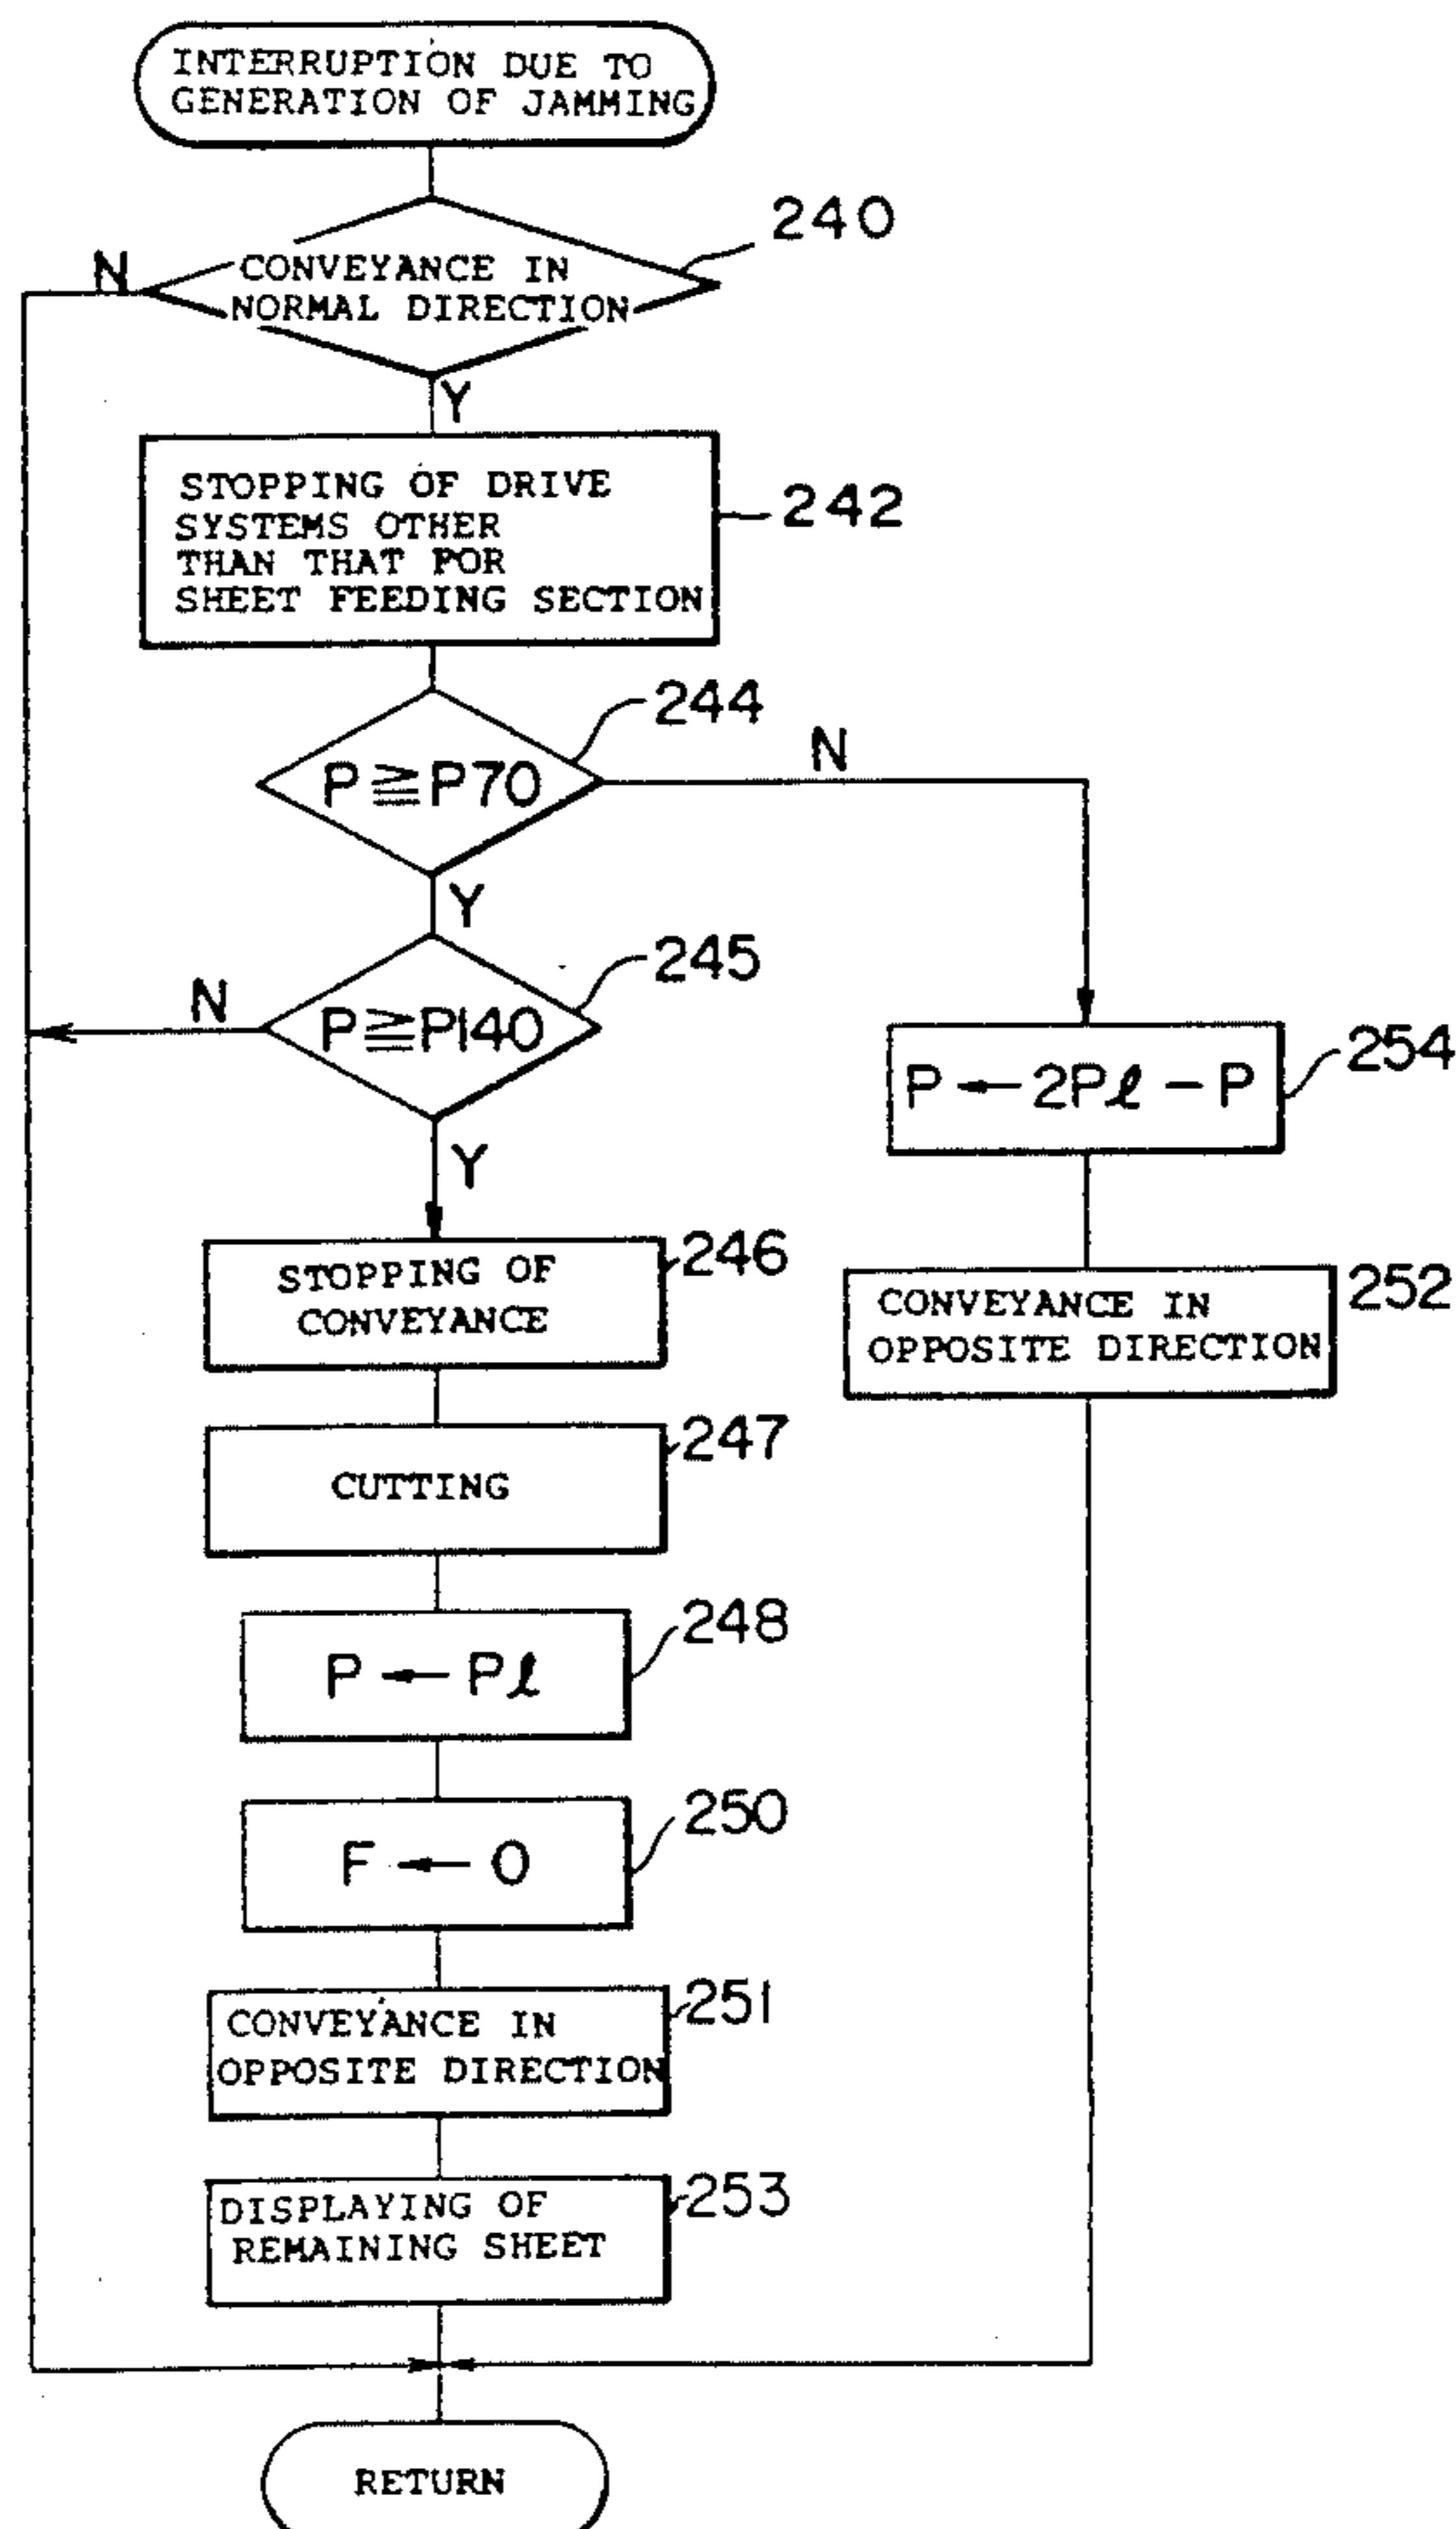 INTERRUPTION DUE TO
GENERATION OF JAMMING
240
N
CONVEYANCE IN
NORMAL DIRECTION
Y
STOPPING OF DRIVE
SYSTEMS OTHER
THAN THAT FOR
SHEET FEEDING SECTION
242
244
P ≧ P70
N
Y
245
N
P ≧ P140
254
P ← 2Pℓ − P
Y
246
STOPPING OF
CONVEYANCE
252
CONVEYANCE IN
OPPOSITE DIRECTION
247
CUTTING
248
P ← Pℓ
250
F ← 0
251
CONVEYANCE IN
OPPOSITE DIRECTION
253
DISPLAYING OF
REMAINING SHEET
RETURN